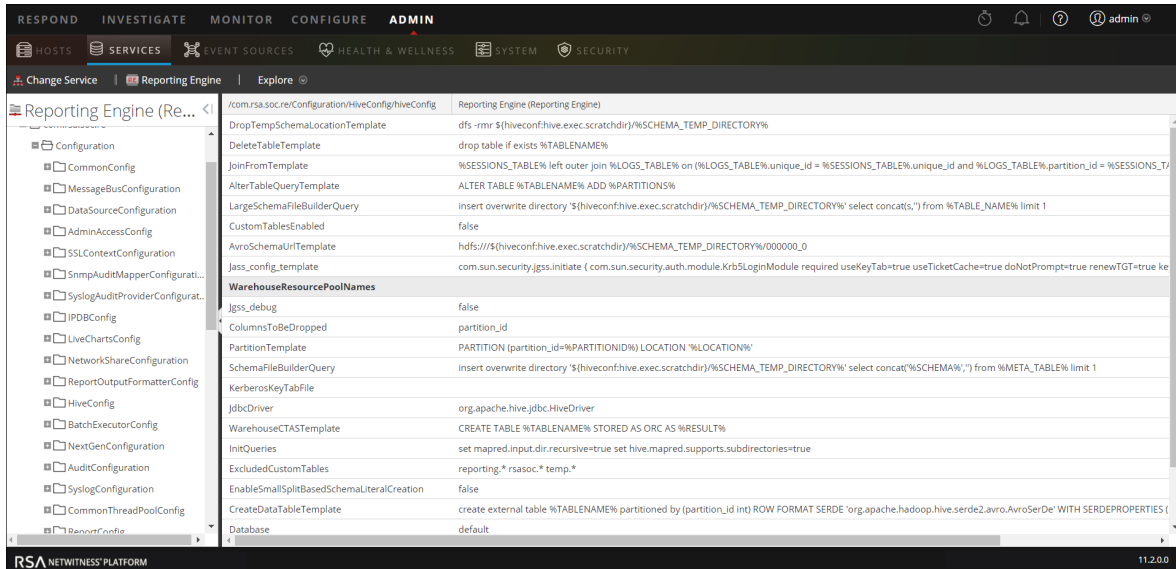 RESPOND INVESTIGATE MONITOR CONFIGURE ADMIN admin
HOSTS SERVICES EVENT SOURCES HEALTH & WELLNESS SYSTEM SECURITY
Change Service | RE Reporting Engine | Explore
Reporting Engine (Re...
/com.rsa.soc.re/Configuration/HiveConfig/hiveConfig Reporting Engine (Reporting Engine)
Configuration
CommonConfig
MessageBusConfiguration
DataSourceConfiguration
AdminAccessConfig
SSLContextConfiguration
SnmpAuditMapperConfigurati...
SyslogAuditProviderConfigurat..
IPDBConfig
LiveChartsConfig
NetworkShareConfiguration
ReportOutputFormatterConfig
HiveConfig
BatchExecutorConfig
NextGenConfiguration
AuditConfiguration
SyslogConfiguration
CommonThreadPoolConfig
ReportConfig
DropTempSchemaLocationTemplate dfs -rmr ${hiveconf:hive.exec.scratchdir}/%SCHEMA_TEMP_DIRECTORY%
DeleteTableTemplate drop table if exists %TABLENAME%
JoinFromTemplate %SESSIONS_TABLE% left outer join %LOGS_TABLE% on (%LOGS_TABLE%.unique_id = %SESSIONS_TABLE%.unique_id and %LOGS_TABLE%.partition_id = %SESSIONS_TA
AlterTableQueryTemplate ALTER TABLE %TABLENAME% ADD %PARTITIONS%
LargeSchemaFileBuilderQuery insert overwrite directory '${hiveconf:hive.exec.scratchdir}/%SCHEMA_TEMP_DIRECTORY%' select concat(s,'') from %TABLE_NAME% limit 1
CustomTablesEnabled false
AvroSchemaUrlTemplate hdfs:///${hiveconf:hive.exec.scratchdir}/%SCHEMA_TEMP_DIRECTORY%/000000_0
Jass_config_template com.sun.security.jgss.initiate { com.sun.security.auth.module.Krb5LoginModule required useKeyTab=true useTicketCache=true doNotPrompt=true renewTGT=true ke
WarehouseResourcePoolNames
Jgss_debug false
ColumnsToBeDropped partition_id
PartitionTemplate PARTITION (partition_id=%PARTITIONID%) LOCATION '%LOCATION%'
SchemaFileBuilderQuery insert overwrite directory '${hiveconf:hive.exec.scratchdir}/%SCHEMA_TEMP_DIRECTORY%' select concat('%SCHEMA%','') from %META_TABLE% limit 1
KerberosKeyTabFile
JdbcDriver org.apache.hive.jdbc.HiveDriver
WarehouseCTASTemplate CREATE TABLE %TABLENAME% STORED AS ORC AS %RESULT%
InitQueries set mapred.input.dir.recursive=true set hive.mapred.supports.subdirectories=true
ExcludedCustomTables reporting.* rsasoc.* temp.*
EnableSmallSplitBasedSchemaLiteralCreation false
CreateDataTableTemplate create external table %TABLENAME% partitioned by (partition_id int) ROW FORMAT SERDE 'org.apache.hadoop.hive.serde2.avro.AvroSerDe' WITH SERDEPROPERTIES (
Database default
RSA NETWITNESS® PLATFORM 11.2.0.0